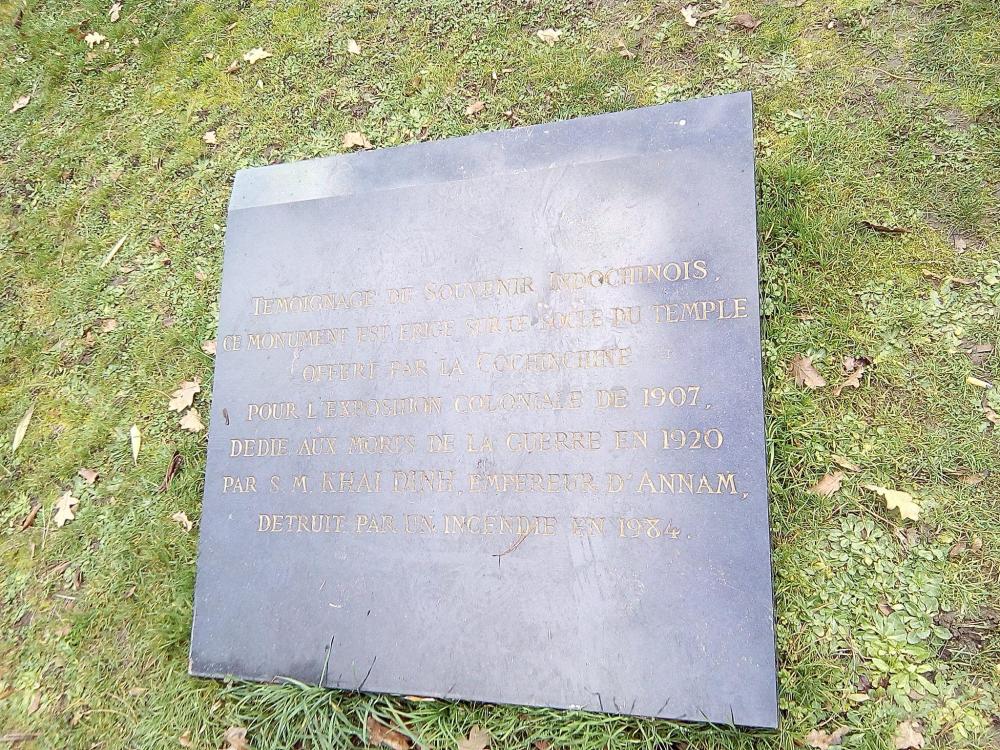 TEMOIGNAGE DU SOUVENIR INDOCHINOIS,
CE MONUMENT EST ERIGE SUR LE SOCLE DU TEMPLE
OFFERT PAR LA COCHINCHINE
POUR L'EXPOSITION COLONIALE DE 1907,
DEDIE AUX MORTS DE LA GUERRE EN 1920
PAR S.M. KHAI DINH, EMPEREUR D'ANNAM,
DETRUIT PAR UN INCENDIE EN 1984.